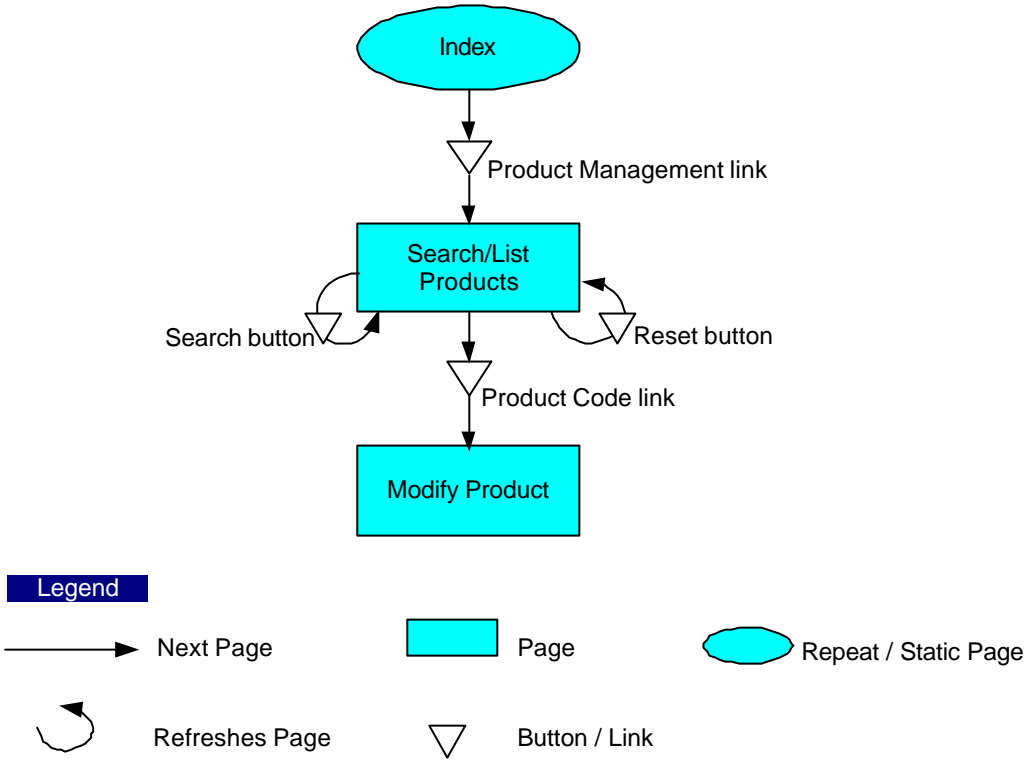 Index
Product Management link
Search/List
Products
Search button
Reset button
Product Code link
Modify Product
Legend
Next Page
Page
Repeat / Static Page
Refreshes Page
Button / Link